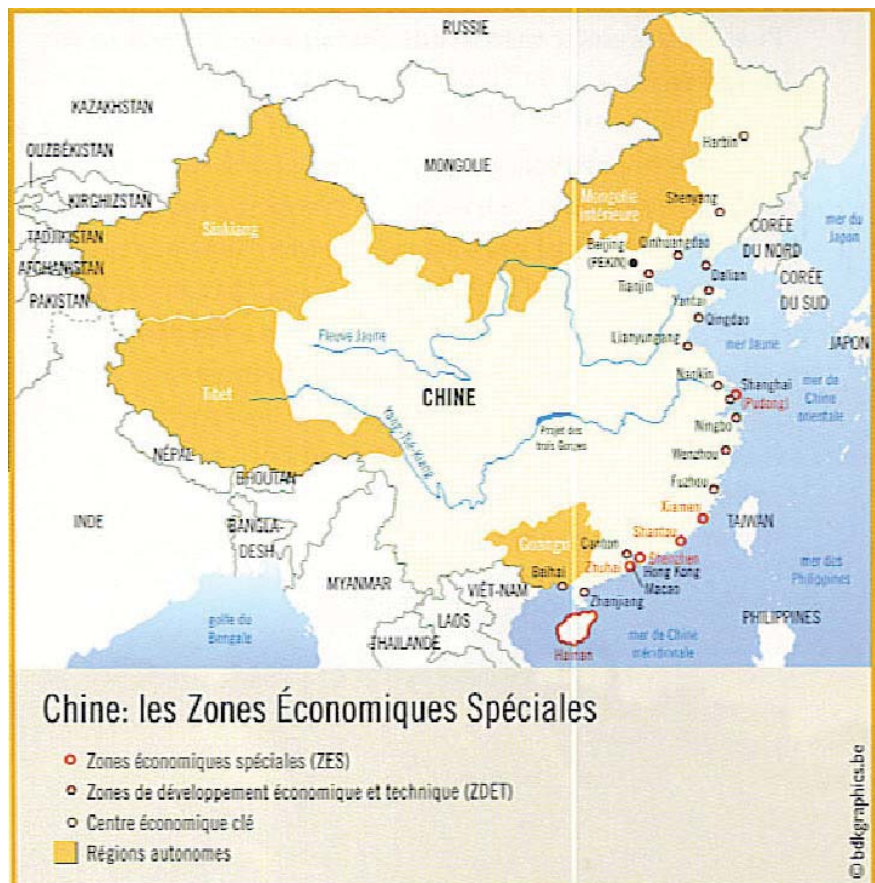 RUSSIE
KAZAKHSTAN
OUZBÉKISTAN
KIRGHIZSTAN
TADJIKISTAN
AFGHANISTAN
PAKISTAN
MONGOLIE
Harbin
Mongolie
intérieure
Shenyang
Sinkiang
CORÉE
DU NORD
mer du
Japon
Beijing
(PEKIN)
Qinhuangdao
Dalian
Tianjin
CORÉE
DU SUD
Yantai
Qingdao
Fleuve Jaune
Lianyungang
mer Jaune
JAPON
Tibet
CHINE
Nankin
Shanghai
(Pudong)
mer de
Chine
orientale
Yang-Tsé-Kiang
Projet des
trois Gorges
Ningbo
Wenzhou
NÉPAL
BHOUTAN
Fuzhou
INDE
BANGLA-
DESH
Xiamen
TAIWAN
Shantou
Guangxi
Canton
Shenzhen
Zhuhai
Hong Kong
Macao
mer des
Philippines
MYANMAR
Beihai
VIÊT-NAM
Zhanjiang
LAOS
golfe du
Bengale
THAÏLANDE
Hainan
mer de Chine
méridionale
PHILIPPINES
Chine: les Zones Économiques Spéciales
Zones économiques spéciales (ZES)
Zones de développement économique et technique (ZDET)
Centre économique clé
Régions autonomes
© bdkgraphics.be